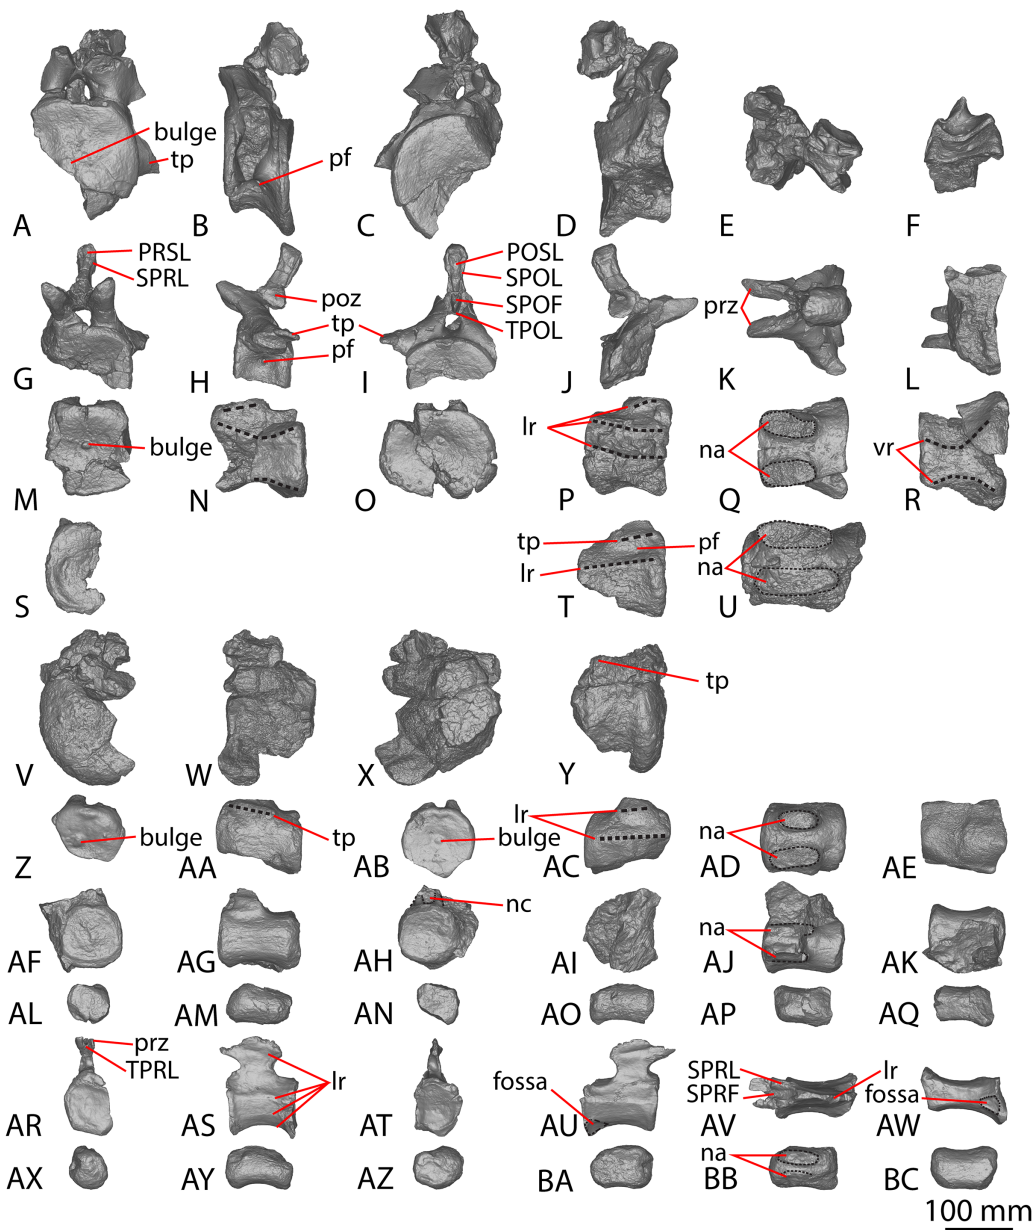 bulge
tp
pf
A
B
C
D
E
F
PRSL
SPRL
poz
tp
pf
POSL
SPOL
SPOF
TPOL
prz
G
H
I
J
K
L
bulge
lr
na
vr
M
N
O
P
Q
R
tp
lr
pf
na
S
T
U
tp
V
W
X
Y
bulge
tp
lr
bulge
na
Z
AA
AB
AC
AD
AE
nc
na
AF
AG
AH
AI
AJ
AK
AL
AM
AN
AO
AP
AQ
prz
TPRL
lr
fossa
SPRL
SPRF
lr
fossa
AR
AS
AT
AU
AV
AW
na
AX
AY
AZ
BA
BB
BC
100 mm